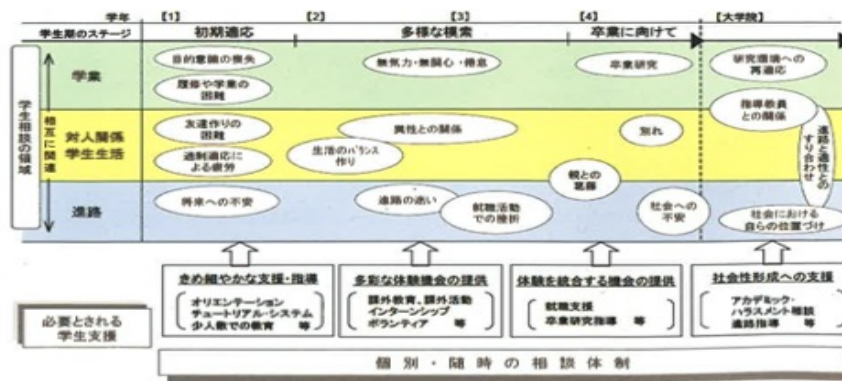 学年 【1】 【2】 【3】 【4】 【大学院】
学生期のステージ 初期適応 多様な模索 卒業に向けて
学生相談の領域
相互に関連
学業
目的意識の喪失
履修や学業の
困難
無気力・無関心・倦怠
卒業研究
研究環境への
再適応
対人関係
学生生活
友達作りの
困難
過剰適応に
よる疲労
異性との関係
生活のバランス
作り
別れ
親との
葛藤
指導教員
との関係
進路と適性との
すり合わせ
進路
将来への不安
進路の迷い
就職活動
での挫折
社会への
不安
社会における
自らの位置づけ
必要とされる
学生支援
きめ細やかな支援・指導
オリエンテーション
チュートリアル・システム
少人数での教育 等
多彩な体験機会の提供
課外教育、課外活動
インターンシップ
ボランティア 等
体験を統合する機会の提供
就職支援
卒業研究指導 等
社会性形成への支援
アカデミック・
ハラスメント相談
進路指導 等
個別・随時の相談体制